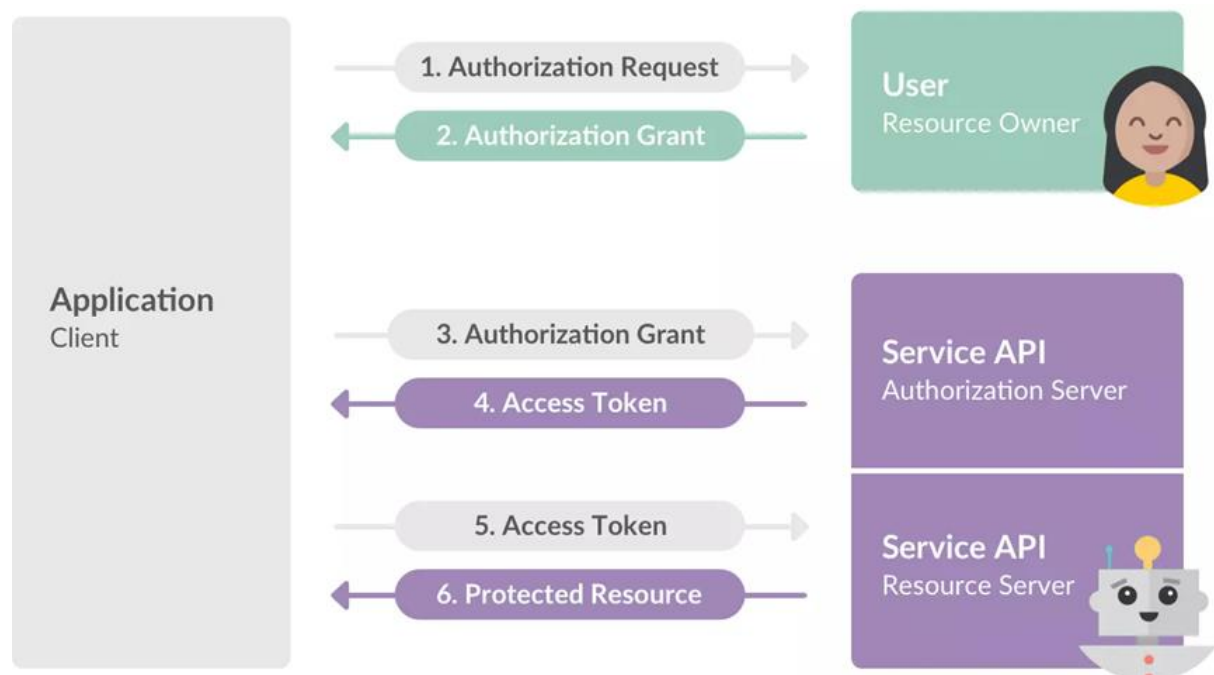 1. Authorization Request
User
Resource Owner
2. Authorization Grant
Application
Client
3. Authorization Grant
Service API
Authorization Server
4. Access Token
5. Access Token
Service API
Resource Server
6. Protected Resource